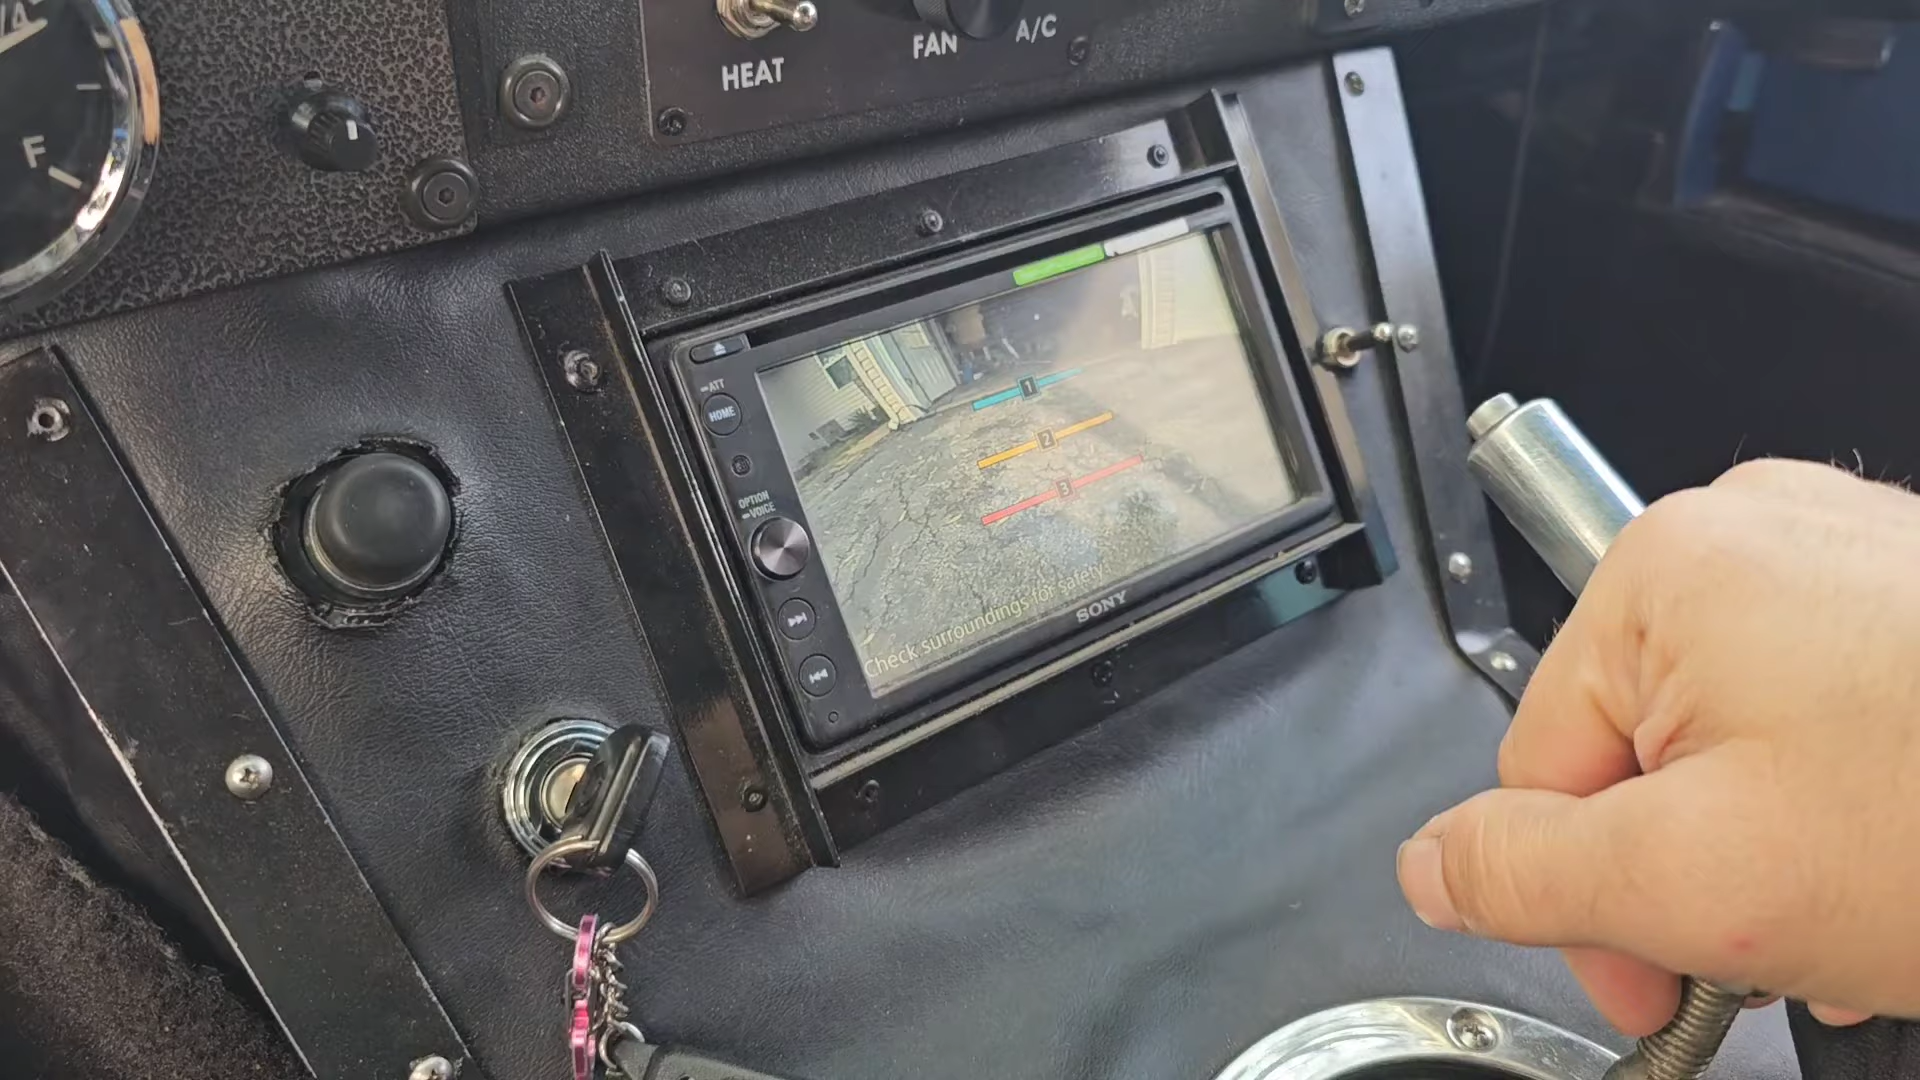 HEAT
FAN
A/C
F
ATT
HOME
OPTION
VOICE
1
2
3
Check surroundings for safety.
SONY